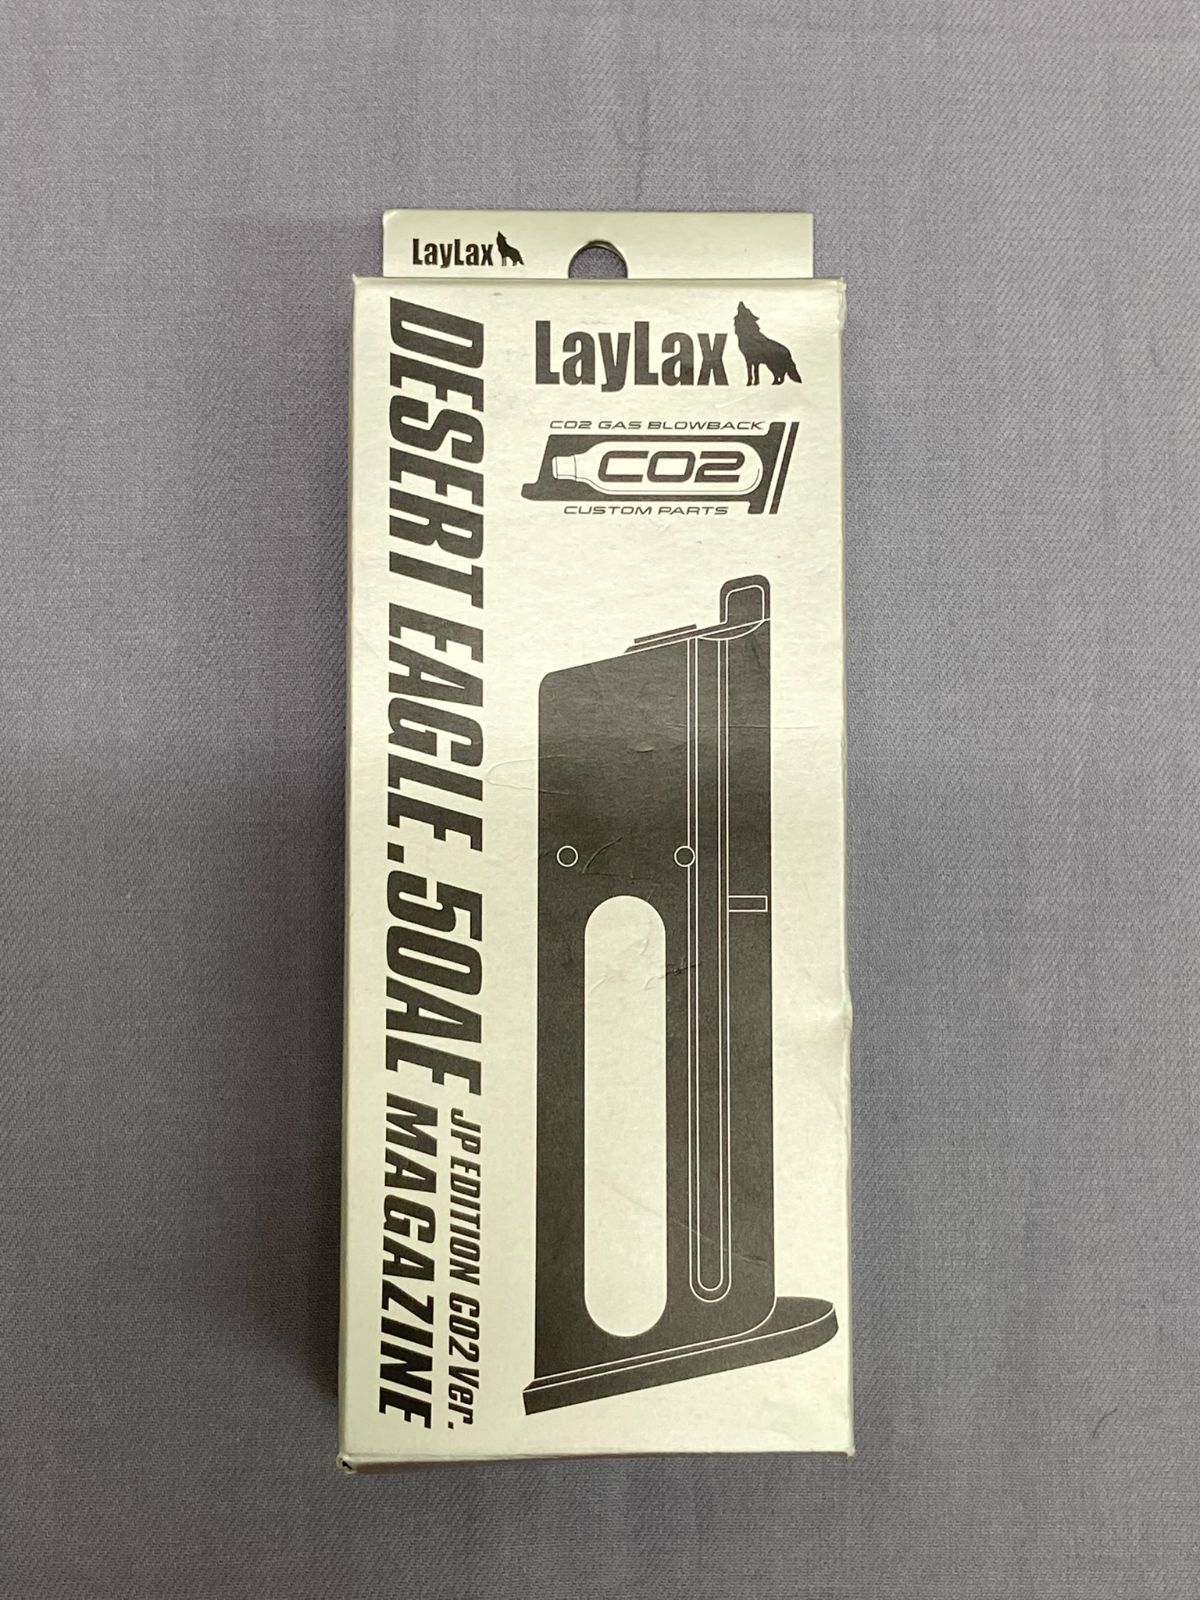 LayLax
LayLax
CO2 GAS BLOWBACK
CO2
CUSTOM PARTS
DESERT EAGLE .50AE
JP EDITION CO2 Ver.
MAGAZINE